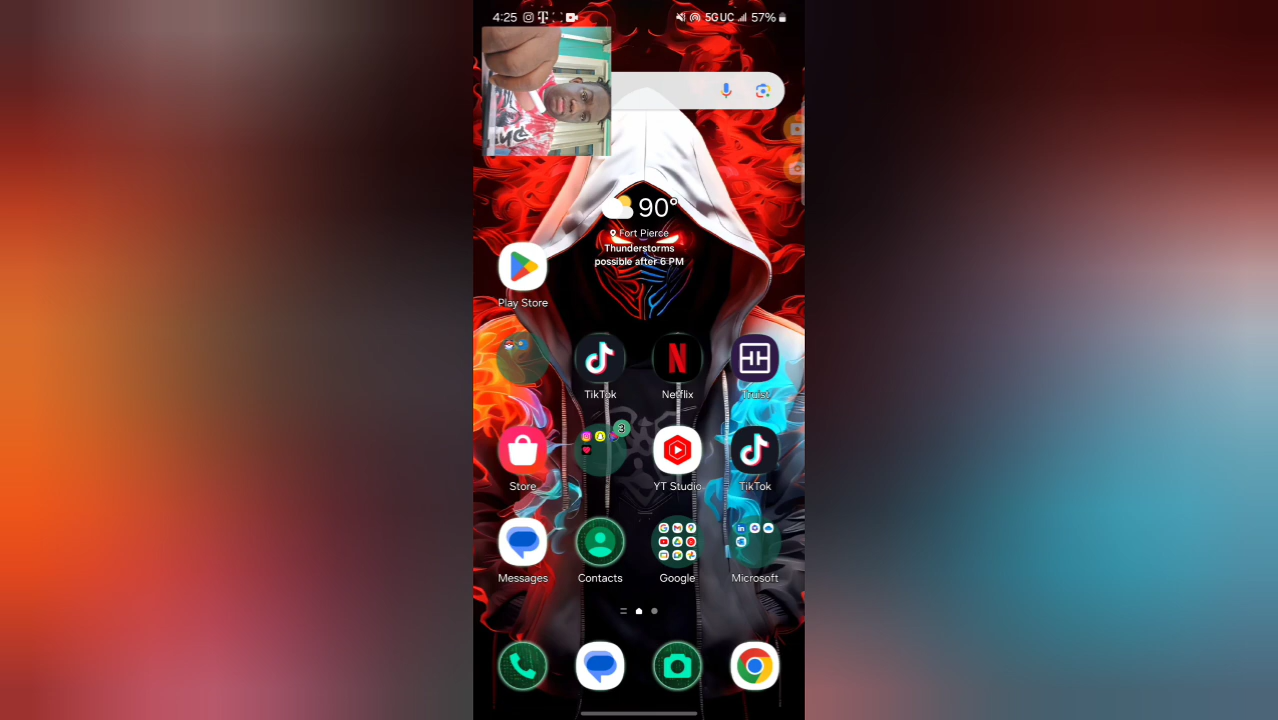 4:25 5G UC 57%
90°
Fort Pierce
Thunderstorms
possible after 6 PM
Play Store
TikTok Netflix Truist
3
Store YT Studio TikTok
Messages Contacts Google Microsoft